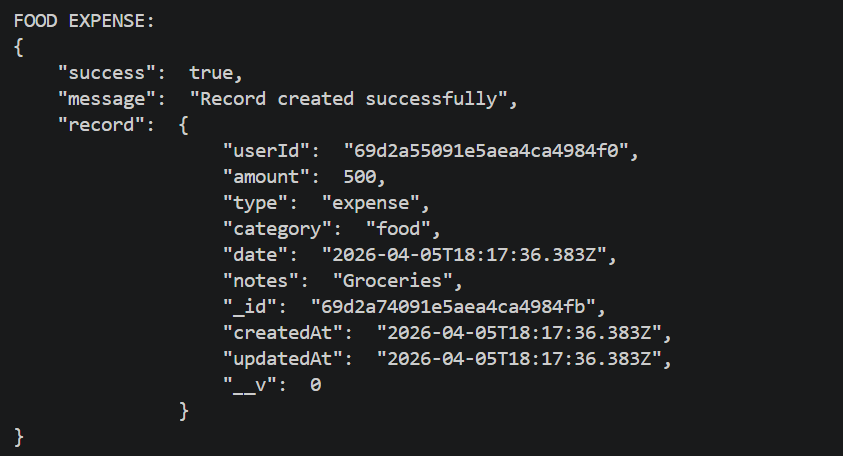 FOOD EXPENSE:
{
    "success":  true,
    "message":  "Record created successfully",
    "record":  {
                   "userId":  "69d2a55091e5aea4ca4984f0",
                   "amount":  500,
                   "type":  "expense",
                   "category":  "food",
                   "date":  "2026-04-05T18:17:36.383Z",
                   "notes":  "Groceries",
                   "_id":  "69d2a74091e5aea4ca4984fb",
                   "createdAt":  "2026-04-05T18:17:36.383Z",
                   "updatedAt":  "2026-04-05T18:17:36.383Z",
                   "__v":  0
               }
}